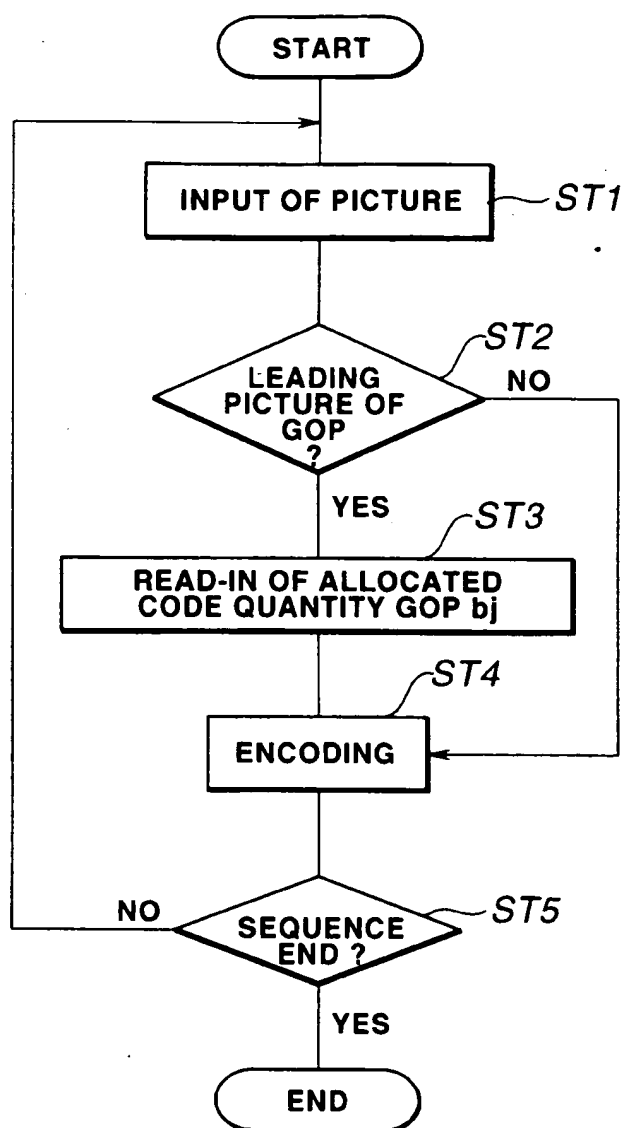 START
INPUT OF PICTURE
ST1
ST2
LEADING
PICTURE OF
GOP
?
NO
YES
ST3
READ-IN OF ALLOCATED
CODE QUANTITY GOP bj
ST4
ENCODING
NO
SEQUENCE
END ?
ST5
YES
END